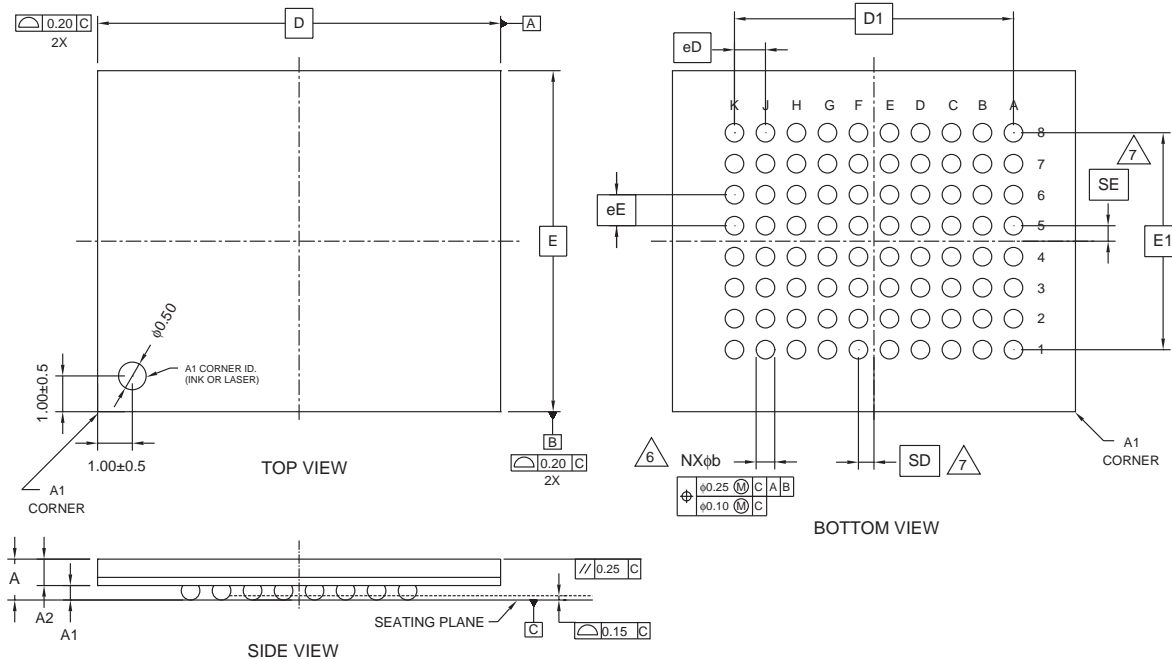 0.20 C
2X
D
A
E
φ0.50
A1 CORNER ID.
(INK OR LASER)
1.00±0.5
1.00±0.5
A1
CORNER
TOP VIEW
B
0.20 C
2X
D1
eD
K J H G F E D C B A
8
7
6
5
4
3
2
1
7
SE
eE
E1
6
NXφb
φ0.25 M C A B
φ0.10 M C
SD
7
A1
CORNER
BOTTOM VIEW
A
A2
A1
// 0.25 C
SEATING PLANE
C
0.15 C
SIDE VIEW